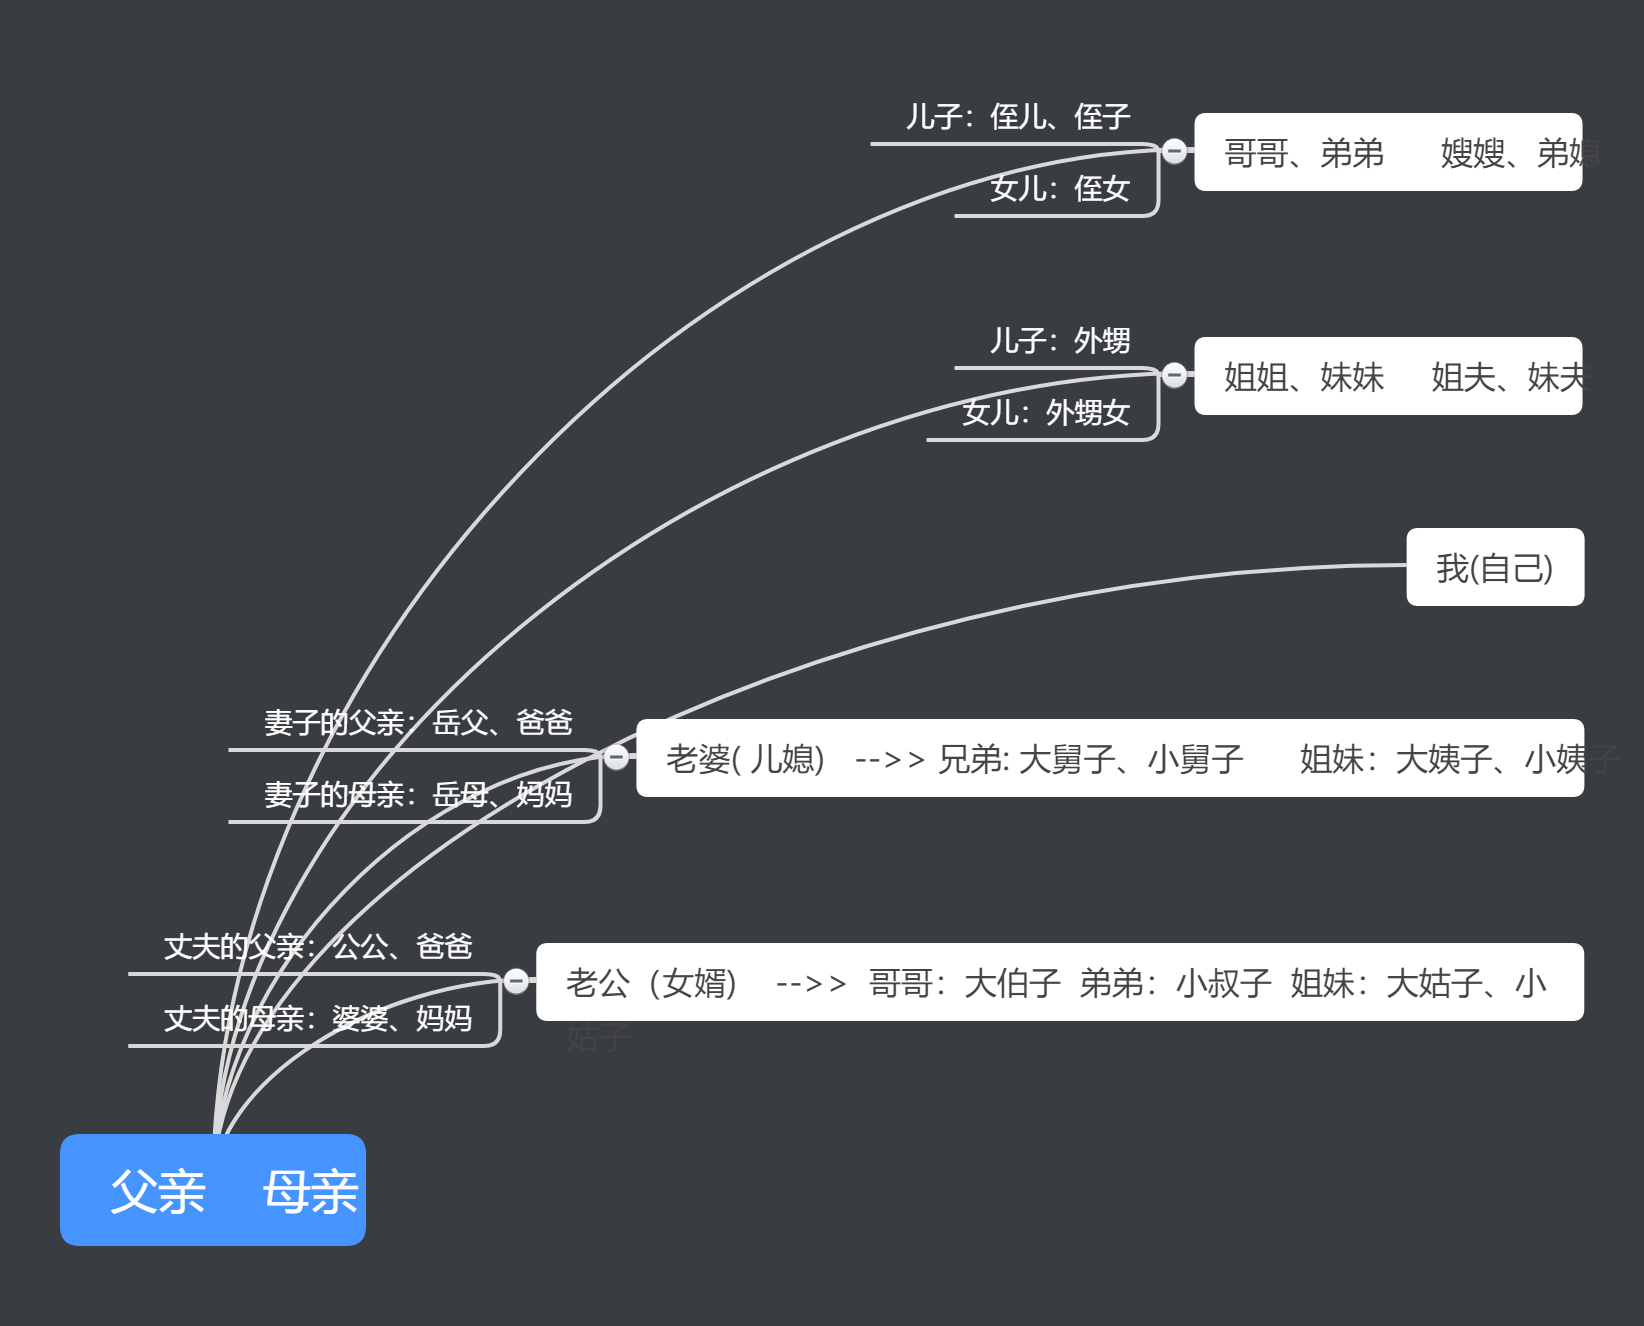 儿子：侄儿、侄子
哥哥、弟弟 嫂嫂、弟媳
女儿：侄女
儿子：外甥
姐姐、妹妹 姐夫、妹夫
女儿：外甥女
我(自己)
妻子的父亲：岳父、爸爸
老婆( 儿媳) -->> 兄弟: 大舅子、小舅子 姐妹：大姨子、小姨子
妻子的母亲：岳母、妈妈
丈夫的父亲：公公、爸爸
老公（女婿） -->> 哥哥：大伯子 弟弟：小叔子 姐妹：大姑子、小
姑子
丈夫的母亲：婆婆、妈妈
父亲 母亲